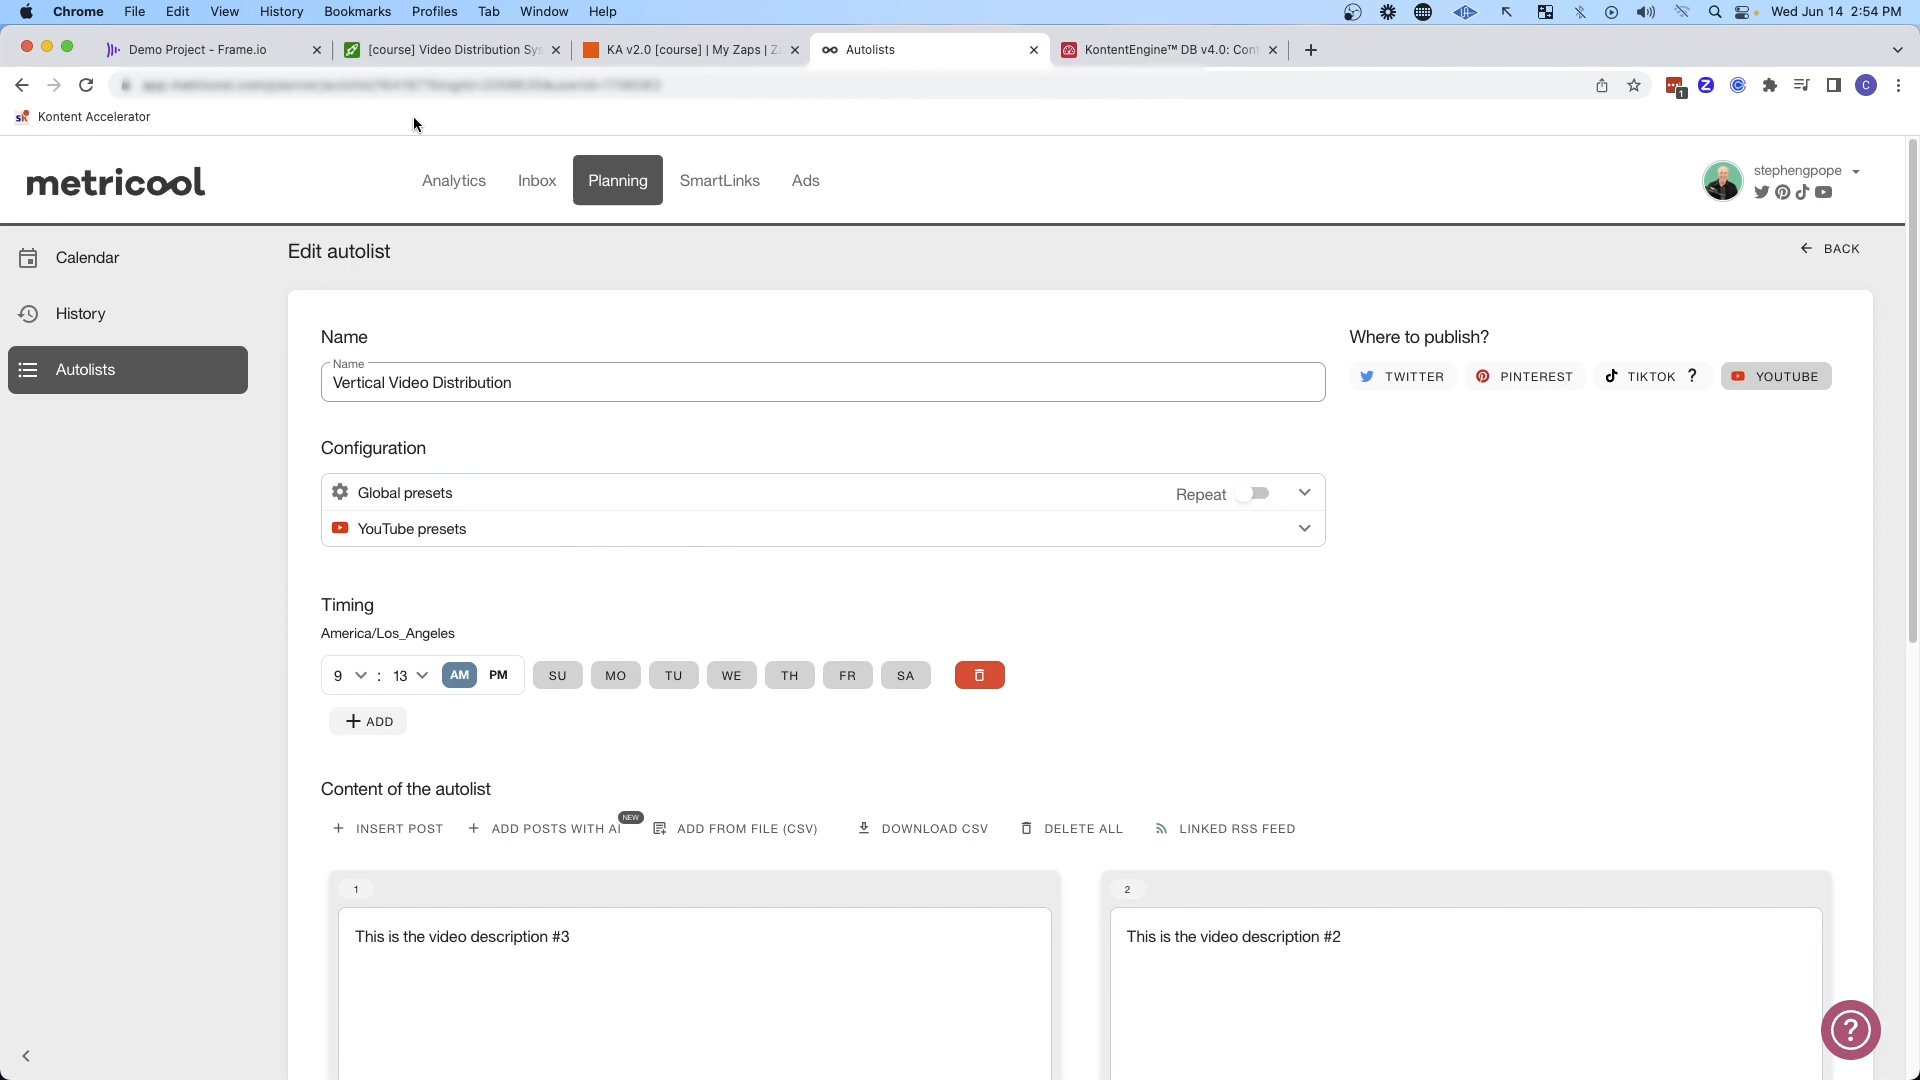 Chrome File Edit View History Bookmarks Profiles Tab Window Help Wed Jun 14 2:54 PM
Demo Project - Frame.io [course] Video Distribution Sys KA v2.0 [course] | My Zaps | Autolists KontentEngine™ DB v4.0:
1 C
Kontent Accelerator
metricool Analytics Inbox Planning SmartLinks Ads stephengpope
Calendar
History
Autolists
Edit autolist BACK
Name Where to publish?
Name
Vertical Video Distribution TWITTER PINTEREST TIKTOK ? YOUTUBE
Configuration
Global presets Repeat
YouTube presets
Timing
America/Los_Angeles
9 : 13 AM PM SU MO TU WE TH FR SA
+ ADD
Content of the autolist
+ INSERT POST + ADD POSTS WITH AI NEW ADD FROM FILE (CSV) DOWNLOAD CSV DELETE ALL LINKED RSS FEED
1 2
This is the video description #3 This is the video description #2
?